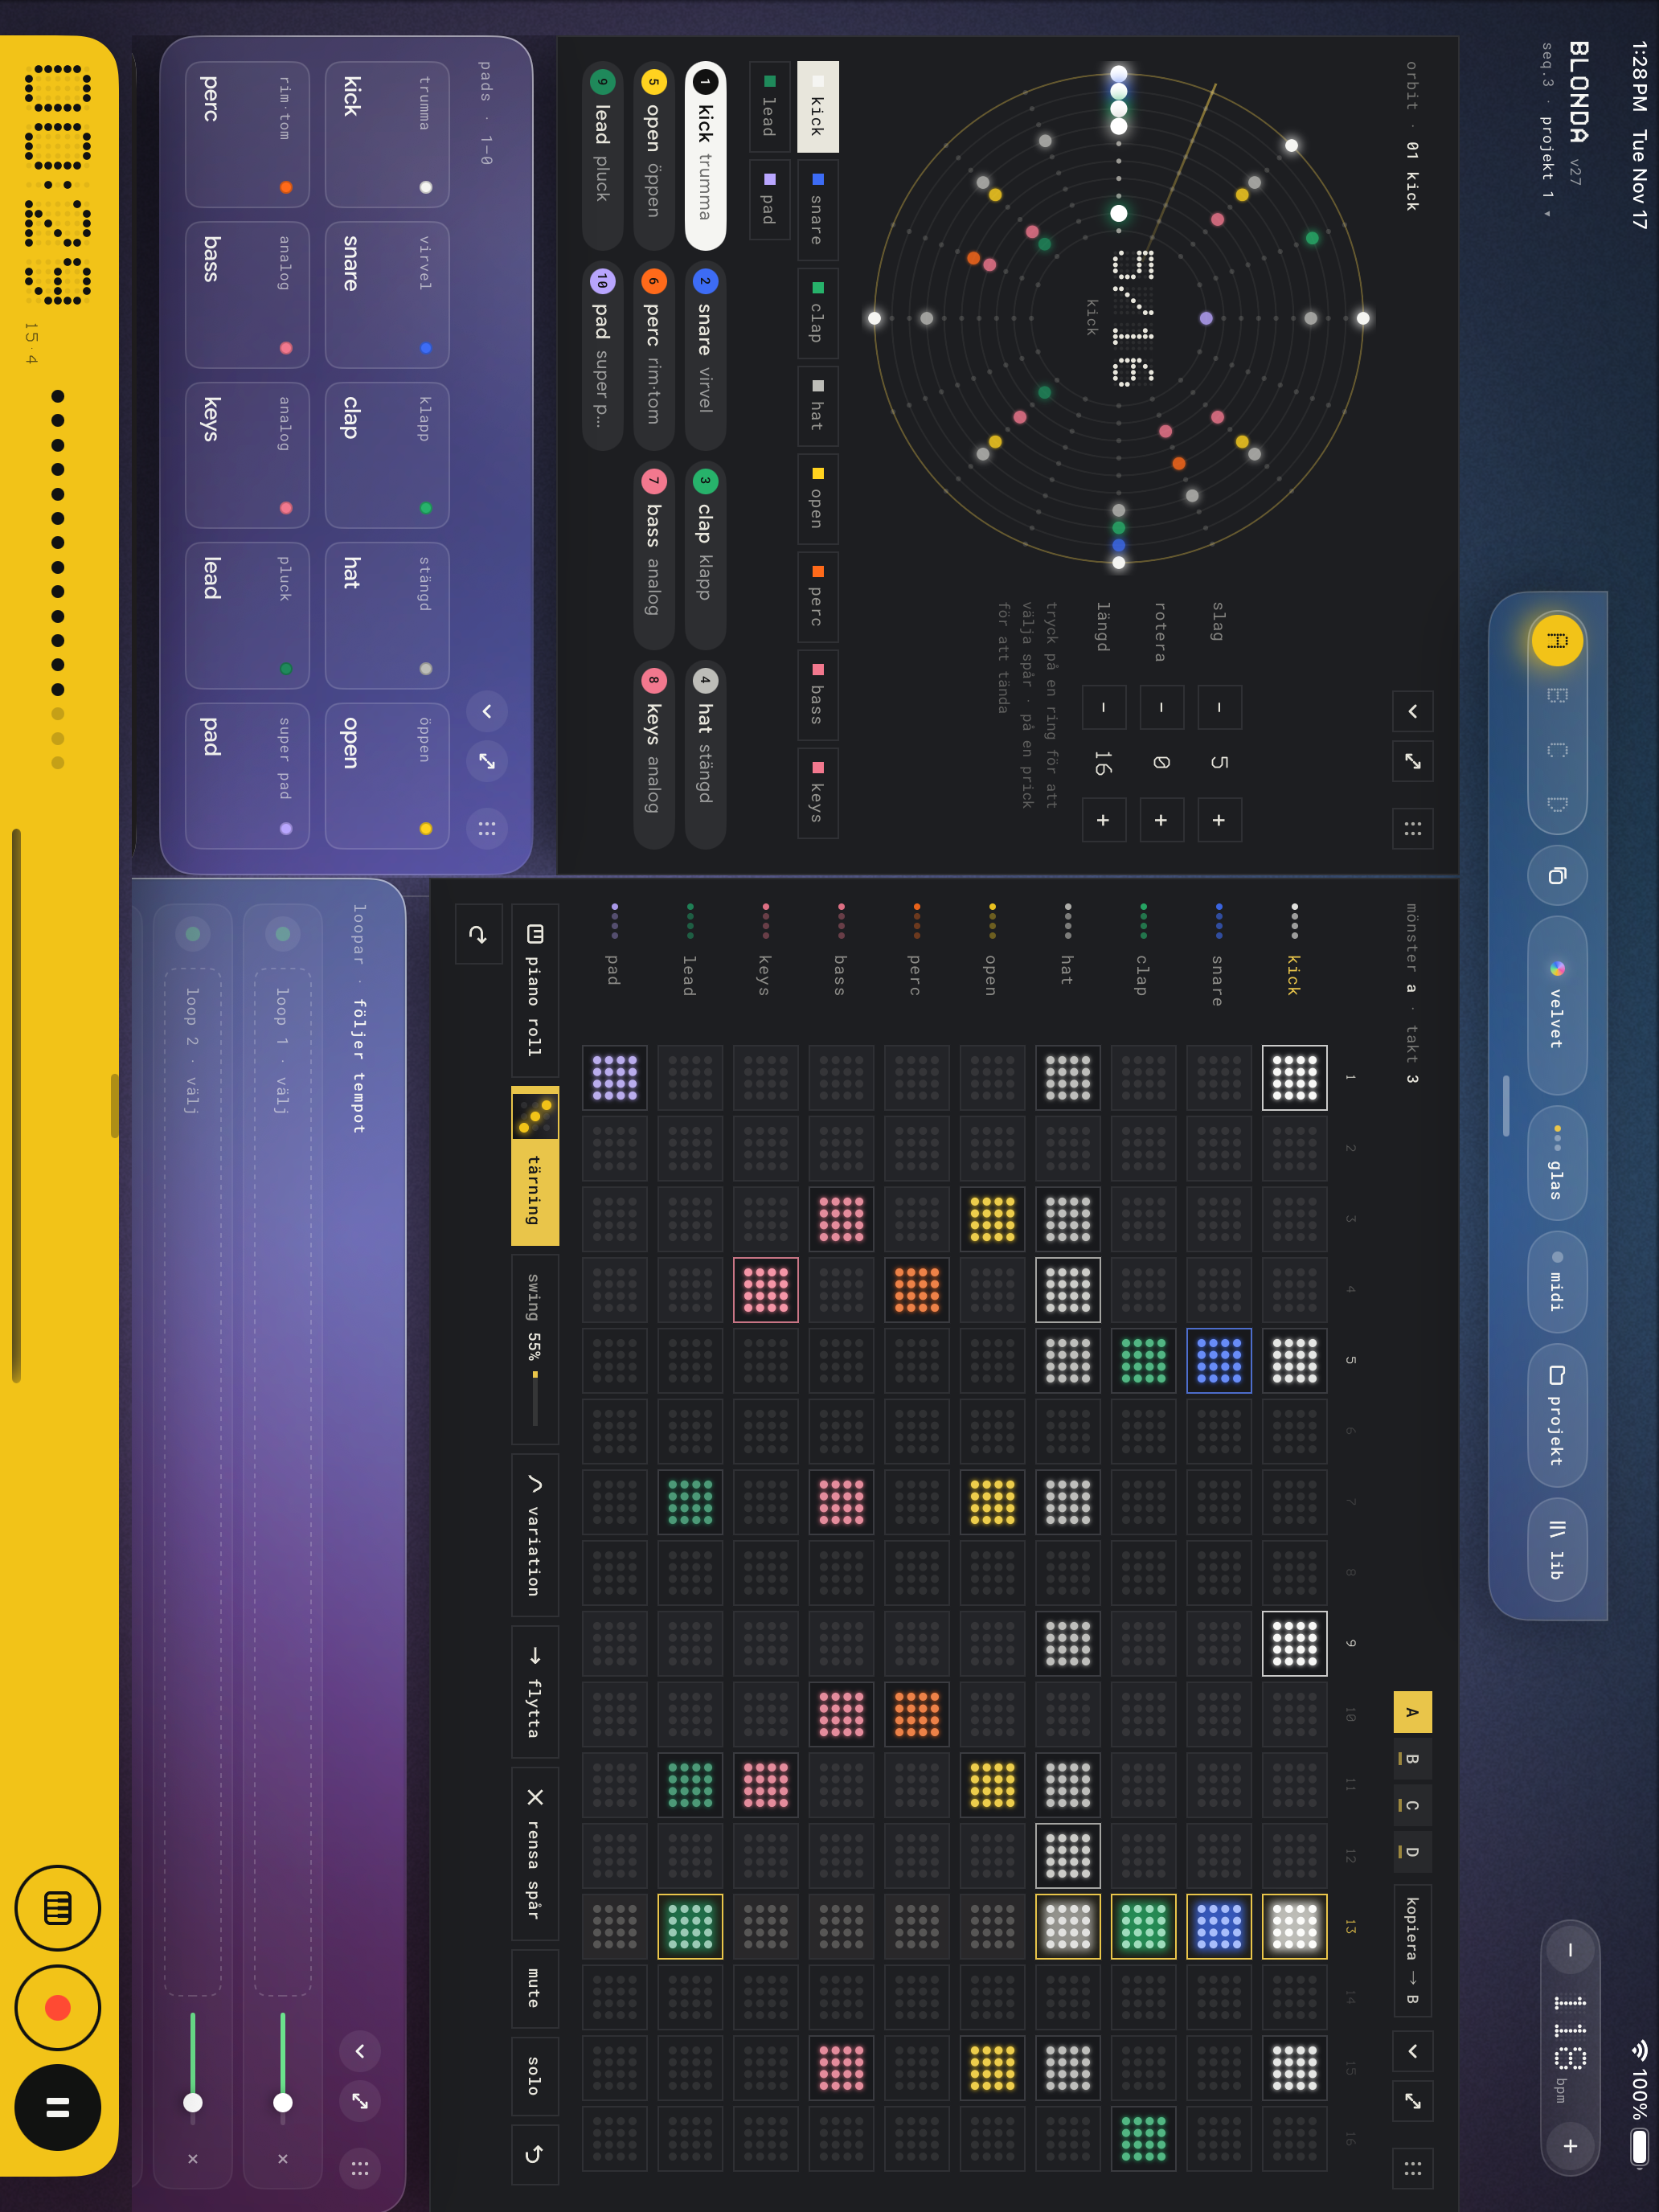 1:28 PM Tue Nov 17
100%
BLONDA v27
seq.3 · projekt 1 ▾
A B C D
velvet
glas
midi
projekt
lib
− 118 bpm +
orbit · 01 kick
5/16
kick
slag − 5 +
rotera − 0 +
längd − 16 +
tryck på en ring för att
välja spår · på en prick
för att tända
kick snare clap hat open perc bass keys
lead pad
1 kick trumma
2 snare virvel
3 clap klapp
4 hat stängd
5 open öppen
6 perc rim·tom
7 bass analog
8 keys analog
9 lead pluck
10 pad super p…
pads · 1–0
trumma
kick
virvel
snare
klapp
clap
stängd
hat
öppen
open
rim·tom
perc
analog
bass
analog
keys
pluck
lead
super pad
pad
mönster a · takt 3
A B C D kopiera → B
1 2 3 4 5 6 7 8 9 10 11 12 13 14 15 16
kick
snare
clap
hat
open
perc
bass
keys
lead
pad
piano roll
tärning
swing 55%
variation
→ flytta
rensa spår
mute
solo
loopar · följer tempot
loop 1 · välj ×
loop 2 · välj ×
15·4